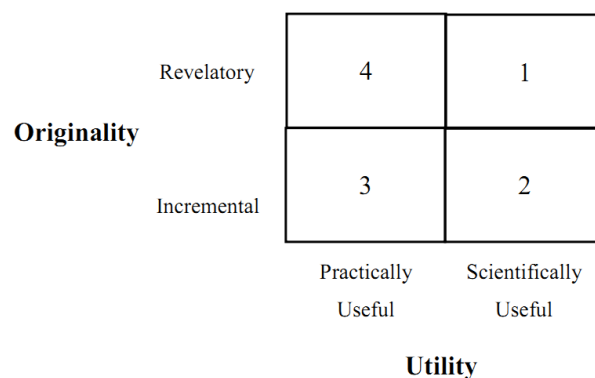 Revelatory 4 1
Originality
Incremental 3 2
Practically Scientifically
Useful Useful
Utility